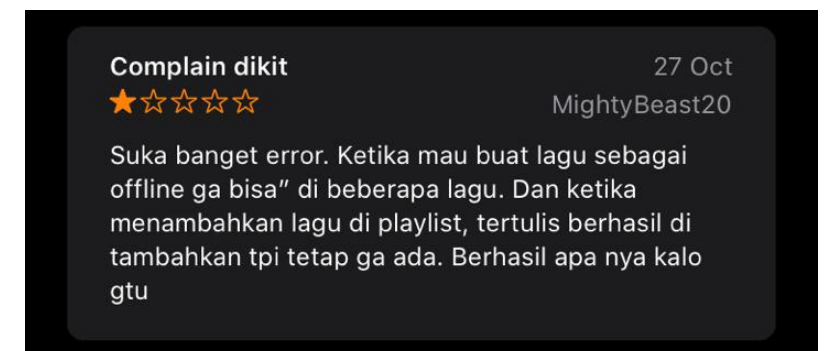 Complain dikit
27 Oct
★☆☆☆☆
MightyBeast20
Suka banget error. Ketika mau buat lagu sebagai
offline ga bisa” di beberapa lagu. Dan ketika
menambahkan lagu di playlist, tertulis berhasil di
tambahkan tpi tetap ga ada. Berhasil apa nya kalo
gtu